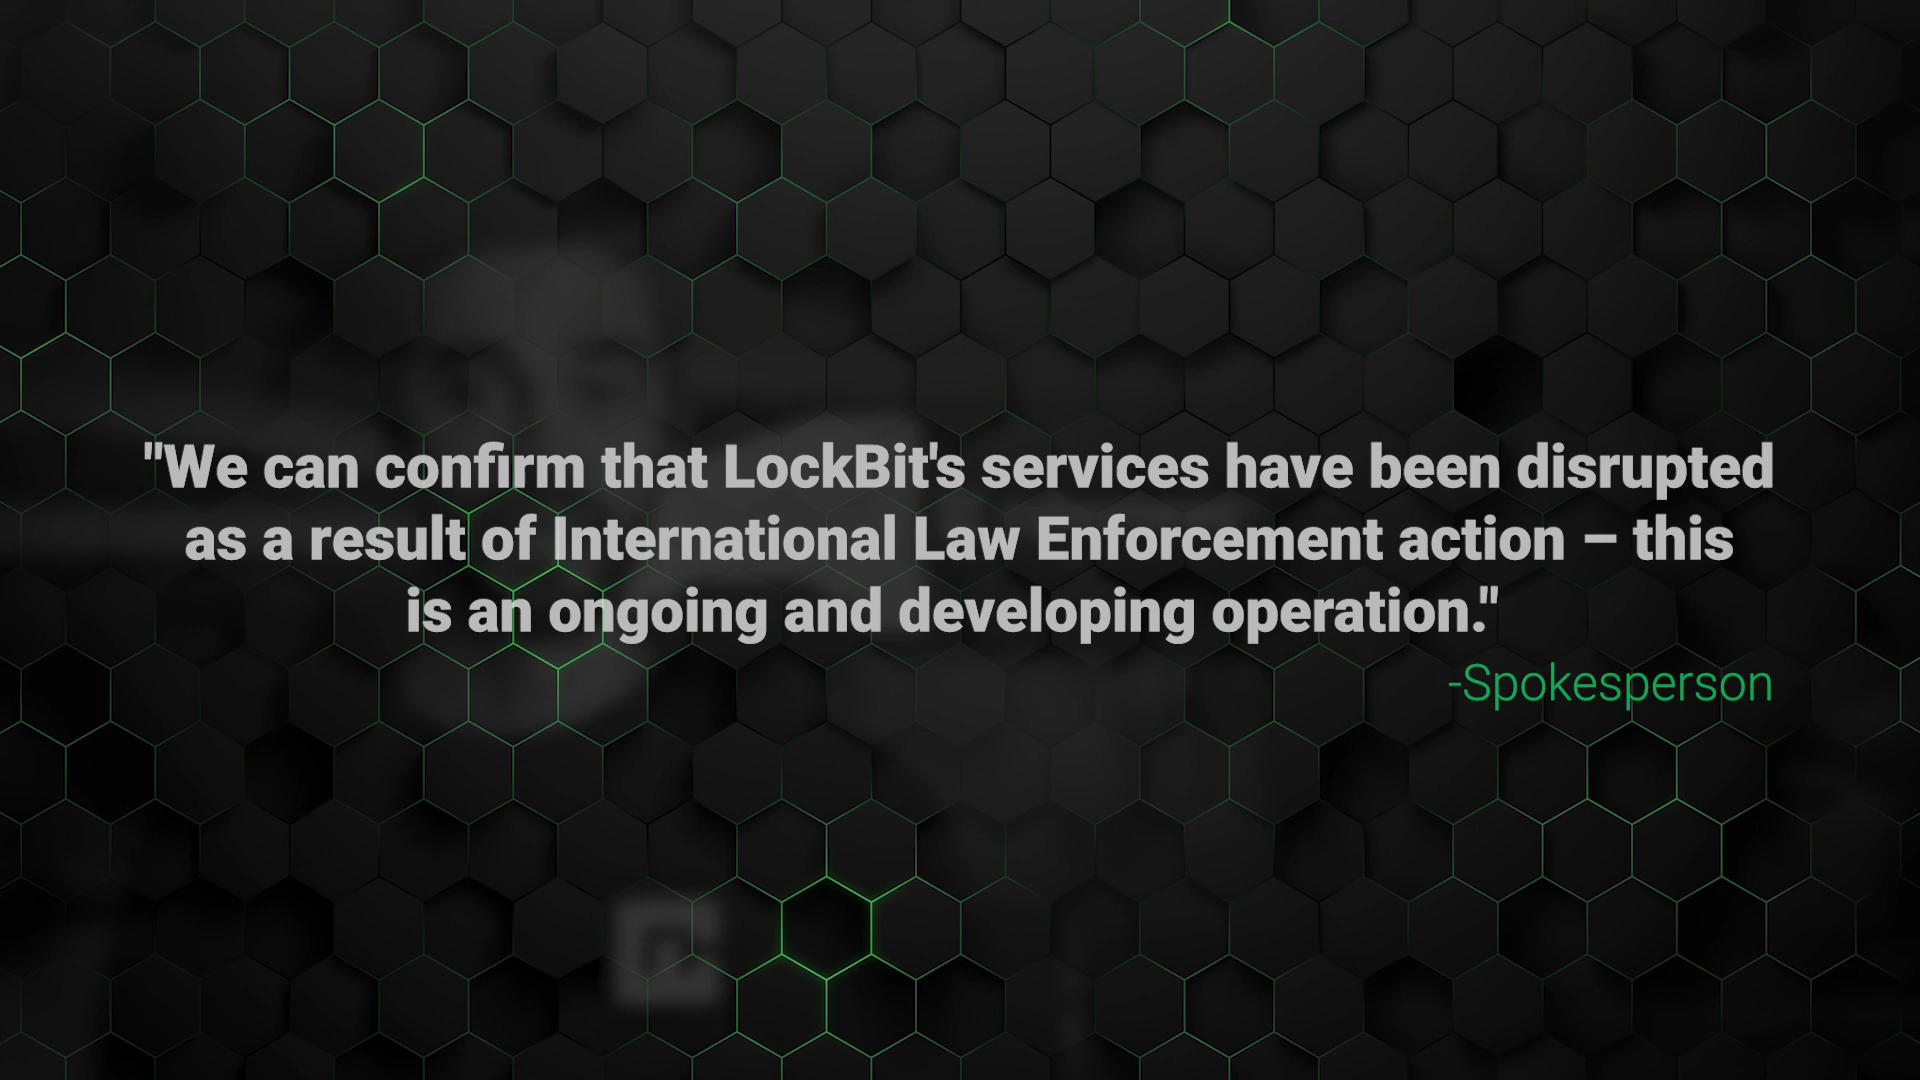 "We can confirm that LockBit's services have been disrupted
as a result of International Law Enforcement action – this
is an ongoing and developing operation."
-Spokesperson